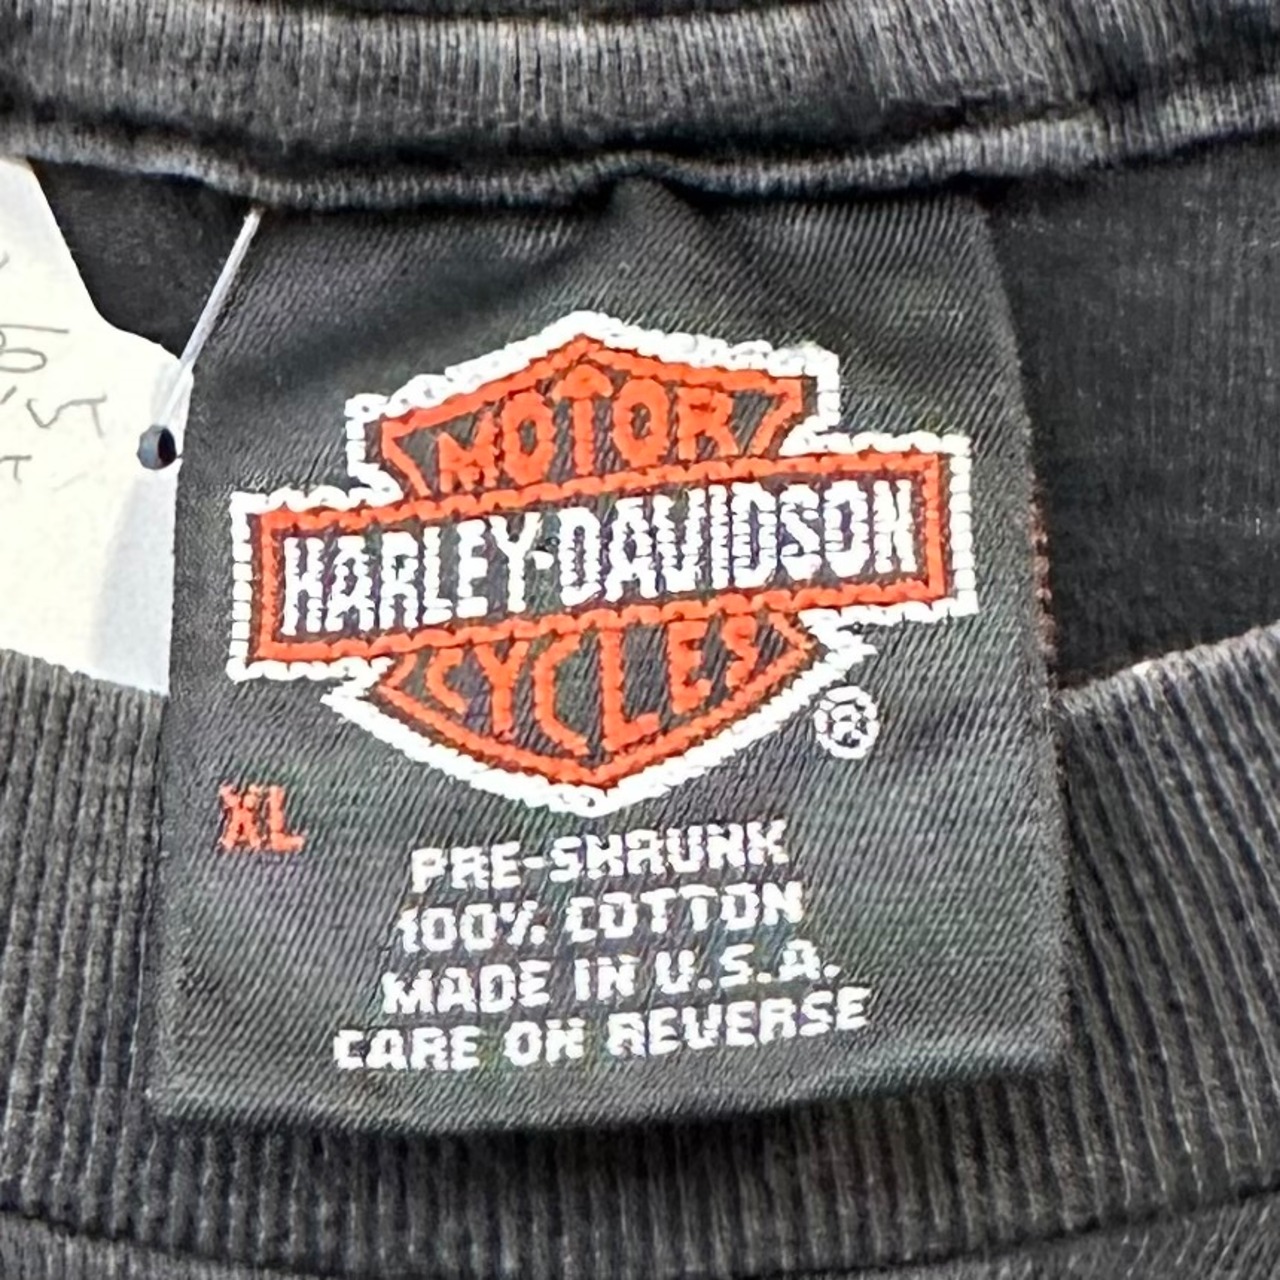 MOTOR
HARLEY-DAVIDSON
CYCLES
®
XL
PRE-SHRUNK
100% COTTON
MADE IN U.S.A.
CARE ON REVERSE